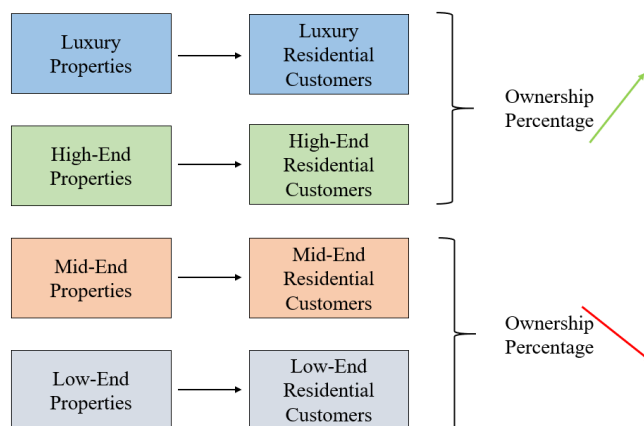 Luxury
Properties
Luxury
Residential
Customers
High-End
Properties
High-End
Residential
Customers
Ownership
Percentage
Mid-End
Properties
Mid-End
Residential
Customers
Low-End
Properties
Low-End
Residential
Customers
Ownership
Percentage